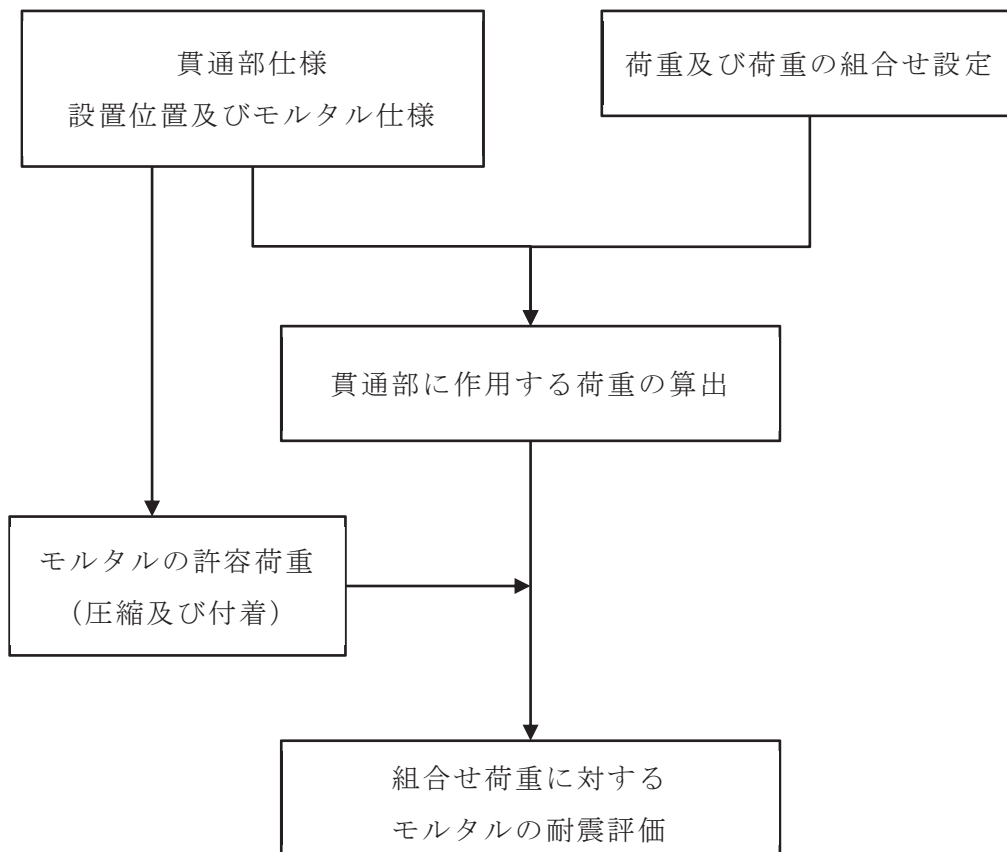 貫通部仕様
設置位置及びモルタル仕様
荷重及び荷重の組合せ設定
貫通部に作用する荷重の算出
モルタルの許容荷重
（圧縮及び付着）
組合せ荷重に対する
モルタルの耐震評価